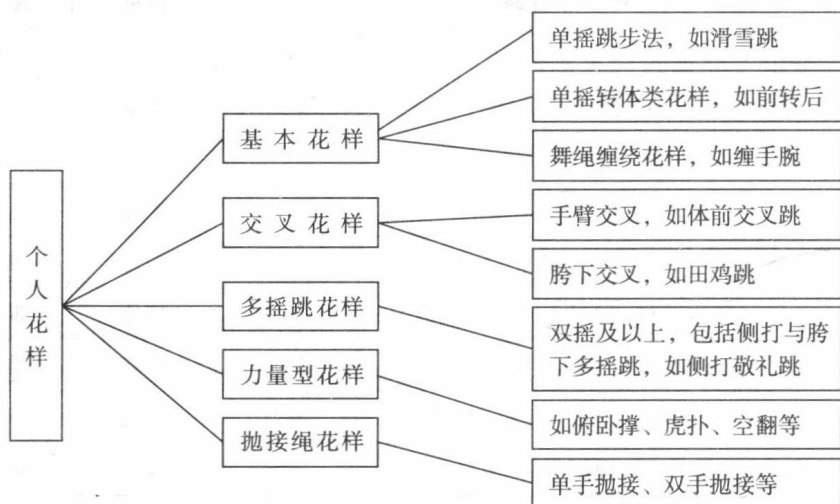 个人花样
基本花样
单摇跳步法，如滑雪跳
单摇转体类花样，如前转后
舞绳缠绕花样，如缠手腕
交叉花样
手臂交叉，如体前交叉跳
胯下交叉，如田鸡跳
多摇跳花样
双摇及以上，包括侧打与胯
下多摇跳，如侧打敬礼跳
力量型花样
如俯卧撑、虎扑、空翻等
抛接绳花样
单手抛接、双手抛接等